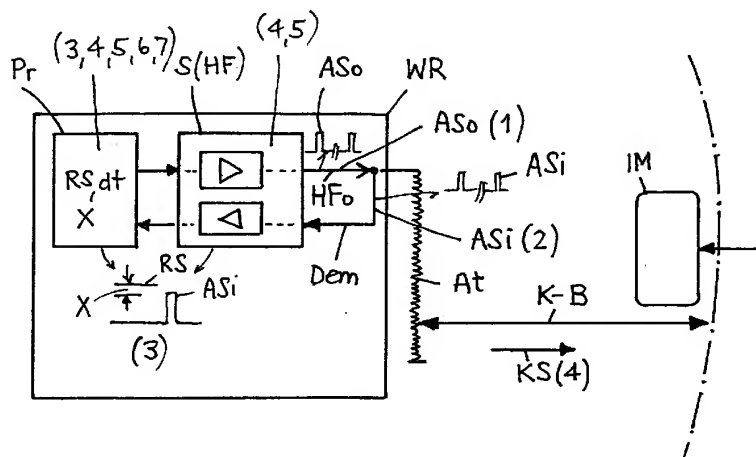 (3,4,5,6,7)
(4,5)
Pr
S(HF)
ASo
WR
ASo (1)
ASi
IM
RS dt
X
HFo
ASi (2)
Dem
At
K-B
RS
X
ASi
(3)
KS(4)